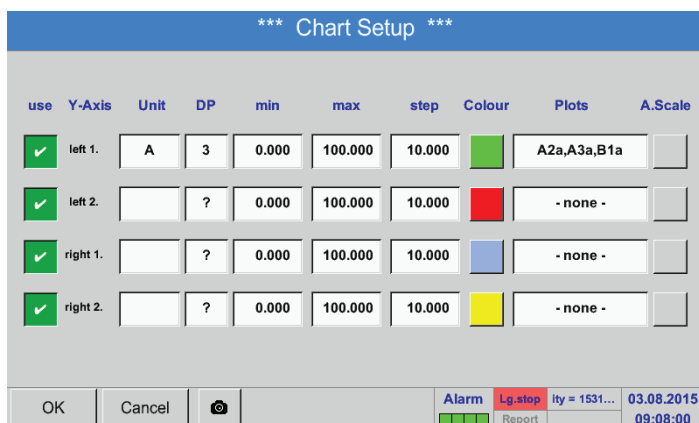 *** Chart Setup ***
use Y-Axis Unit DP min max step Colour Plots A.Scale
left 1. A 3 0.000 100.000 10.000 A2a,A3a,B1a
left 2. ? 0.000 100.000 10.000 - none -
right 1. ? 0.000 100.000 10.000 - none -
right 2. ? 0.000 100.000 10.000 - none -
OK Cancel Alarm Lg.stop ity = 1531... 03.08.2015
Report 09:08:00